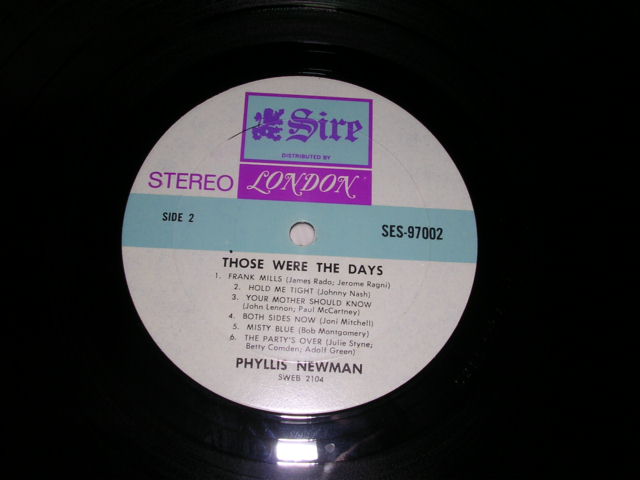 Sire
DISTRIBUTED BY
STEREO LONDON
SIDE 2
SES-97002
THOSE WERE THE DAYS
1. FRANK MILLS (James Rado; Jerome Ragni)
2. HOLD ME TIGHT (Johnny Nash)
3. YOUR MOTHER SHOULD KNOW
(John Lennon; Paul McCartney)
4. BOTH SIDES NOW (Joni Mitchell)
5. MISTY BLUE (Bob Montgomery)
6. THE PARTY'S OVER (Julie Styne;
Betty Comden; Adolf Green)
PHYLLIS NEWMAN
SWEB 2104